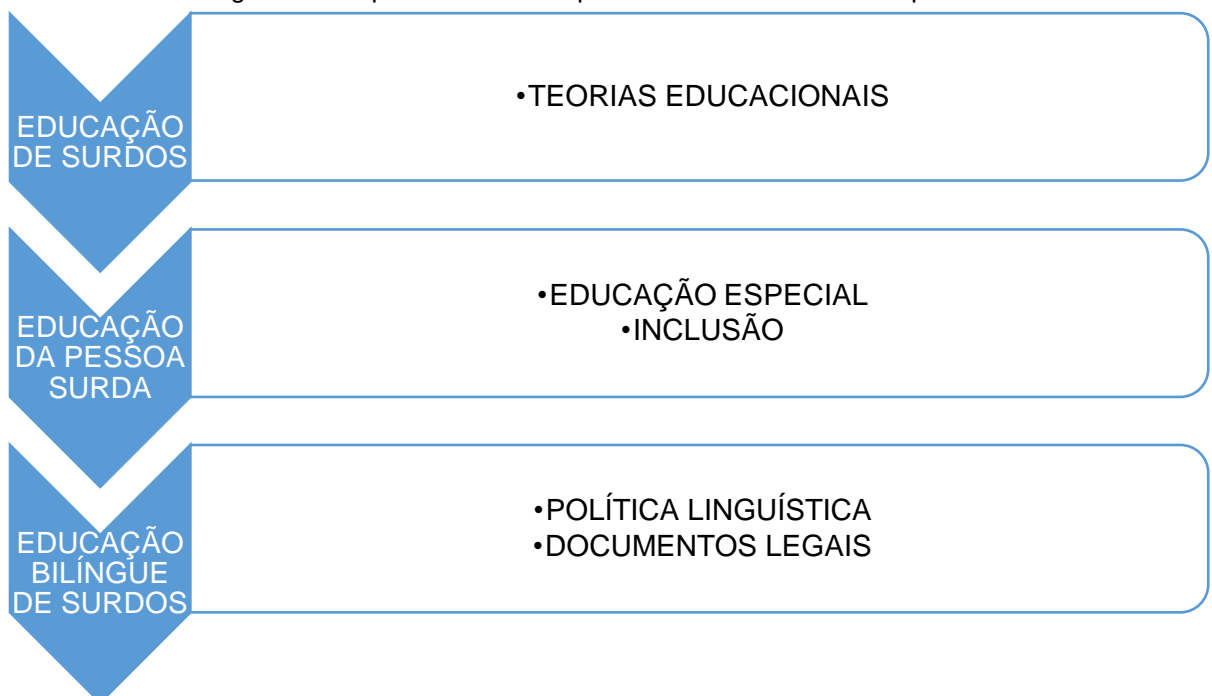 EDUCAÇÃO
DE SURDOS
•TEORIAS EDUCACIONAIS
EDUCAÇÃO
DA PESSOA
SURDA
•EDUCAÇÃO ESPECIAL
•INCLUSÃO
EDUCAÇÃO
BILÍNGUE
DE SURDOS
•POLÍTICA LINGUÍSTICA
•DOCUMENTOS LEGAIS